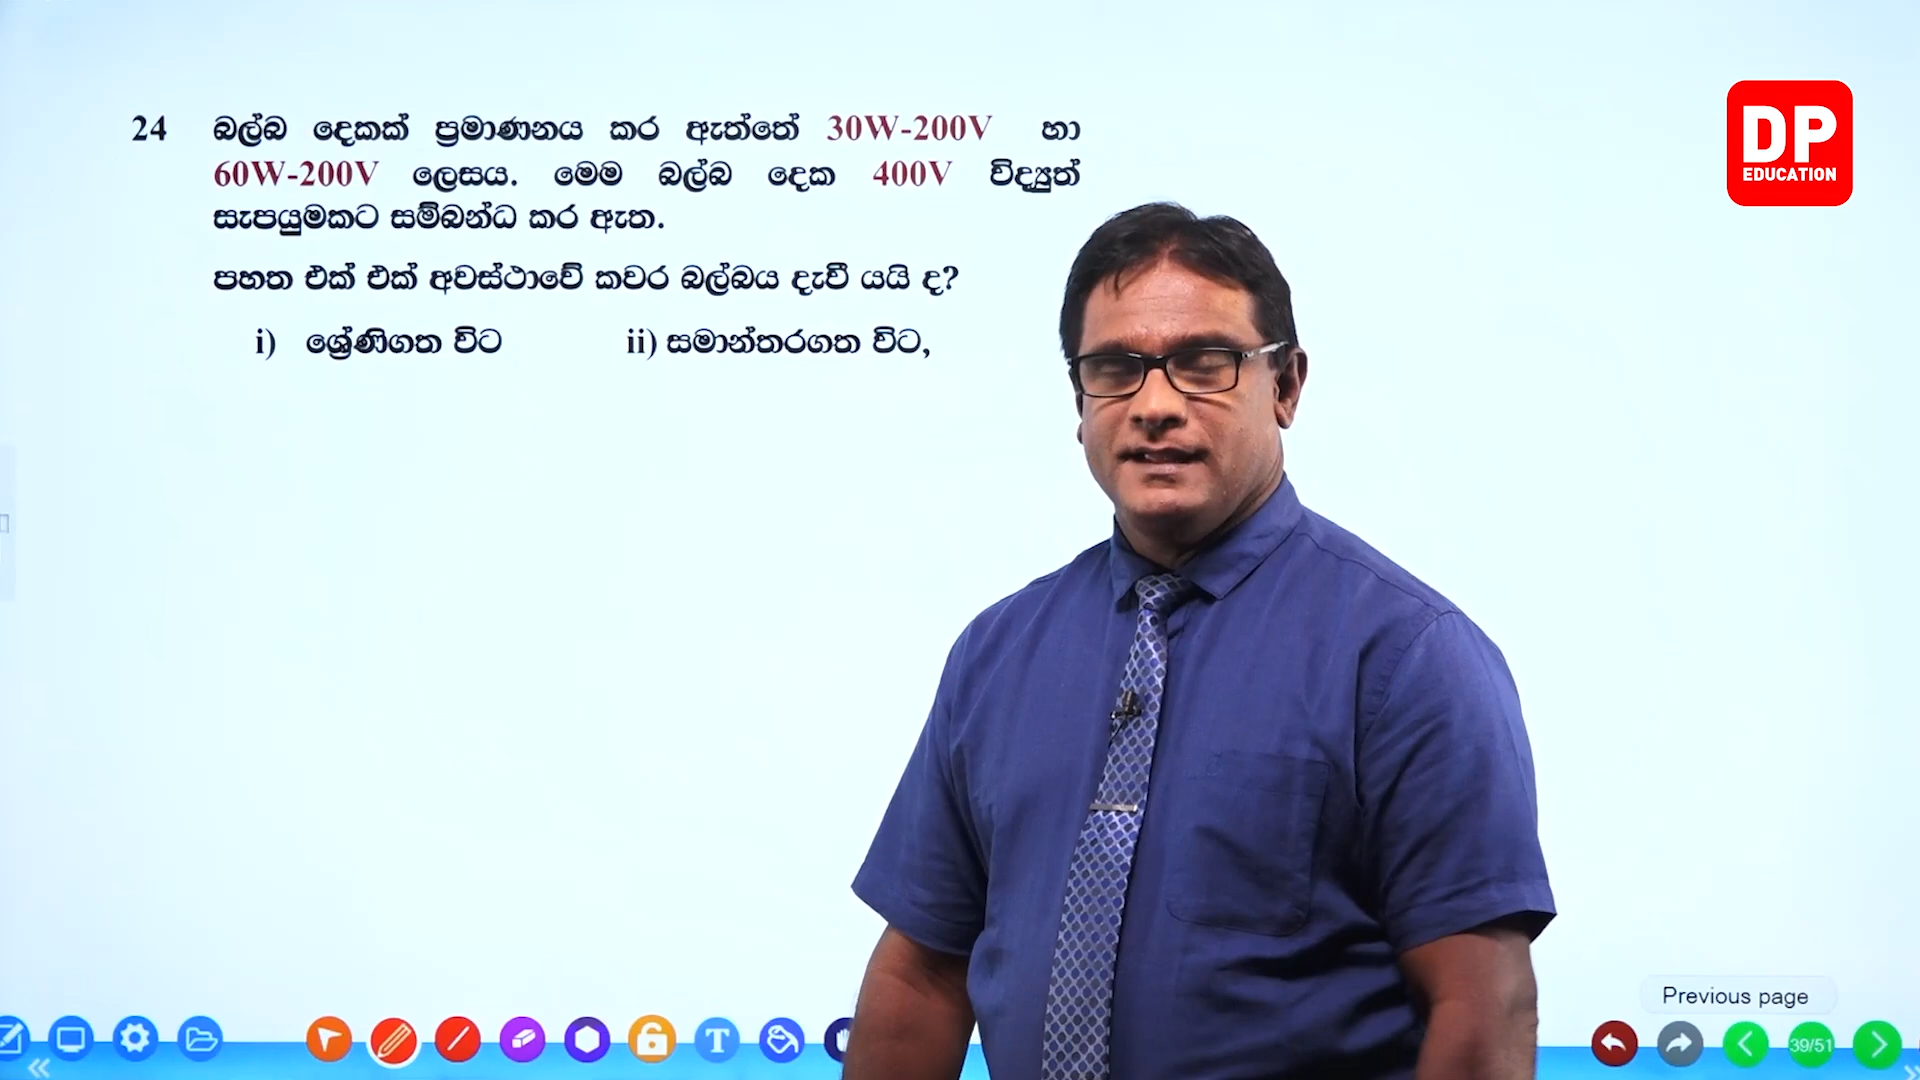 24 බල්බ දෙකක් ප්‍රමාණනය කර ඇත්තේ 30W-200V හා
60W-200V ලෙසය. මෙම බල්බ දෙක 400V විද්‍යුත්
සැපයුමකට සම්බන්ධ කර ඇත.
පහත එක් එක් අවස්ථාවේ කවර බල්බය දැවී යයි ද?
i) ශ්‍රේණිගත විට ii) සමාන්තරගත විට,
DP
EDUCATION
T
Previous page
39/51